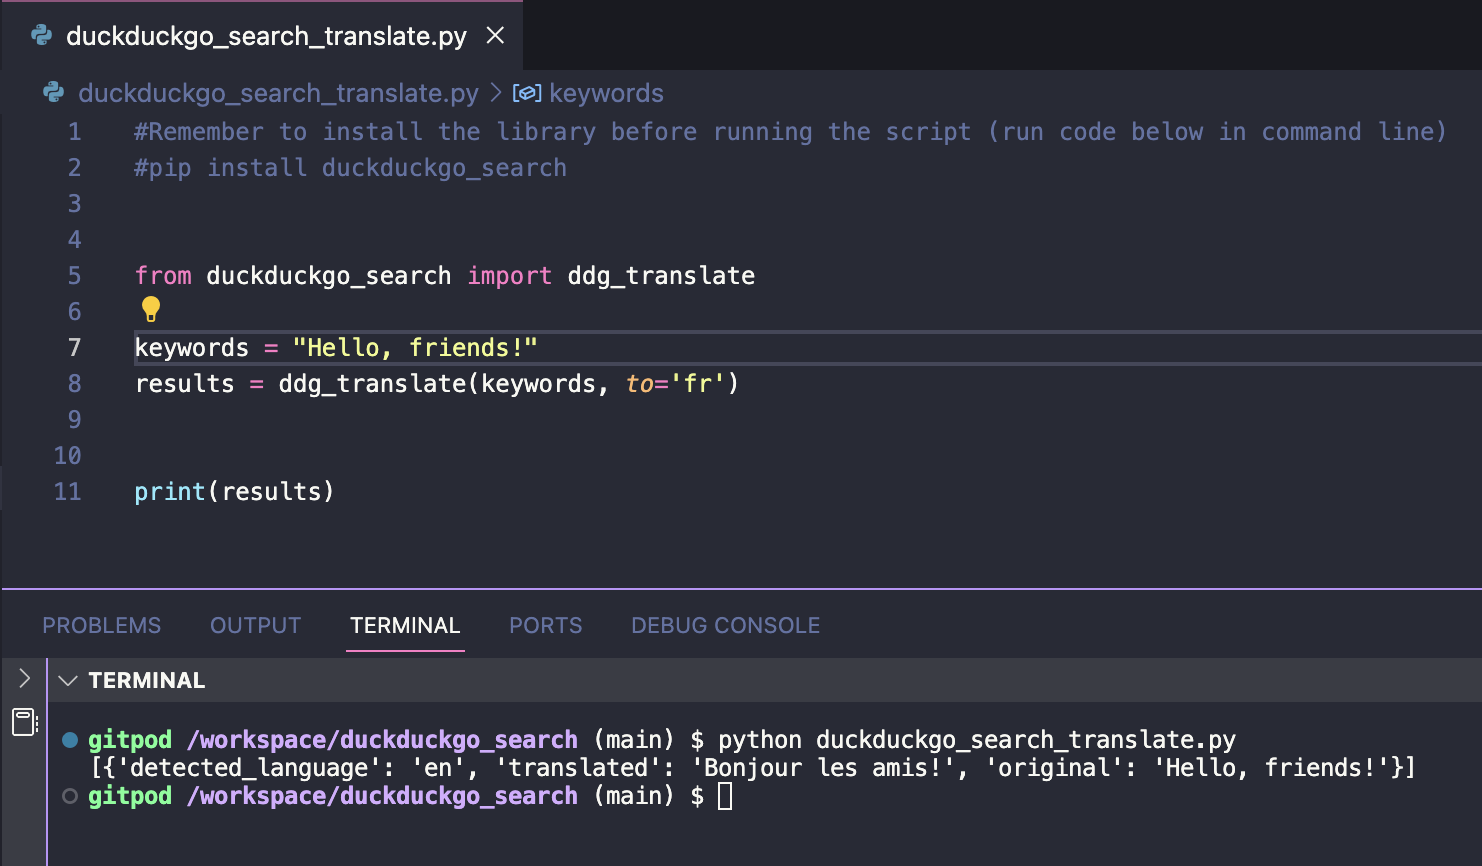 duckduckgo_search_translate.py
duckduckgo_search_translate.py > keywords
1 #Remember to install the library before running the script (run code below in command line)
2 #pip install duckduckgo_search
3
4
5 from duckduckgo_search import ddg_translate
6
7 keywords = "Hello, friends!"
8 results = ddg_translate(keywords, to='fr')
9
10
11 print(results)
PROBLEMS OUTPUT TERMINAL PORTS DEBUG CONSOLE
TERMINAL
gitpod /workspace/duckduckgo_search (main) $ python duckduckgo_search_translate.py
[{'detected_language': 'en', 'translated': 'Bonjour les amis!', 'original': 'Hello, friends!'}]
gitpod /workspace/duckduckgo_search (main) $